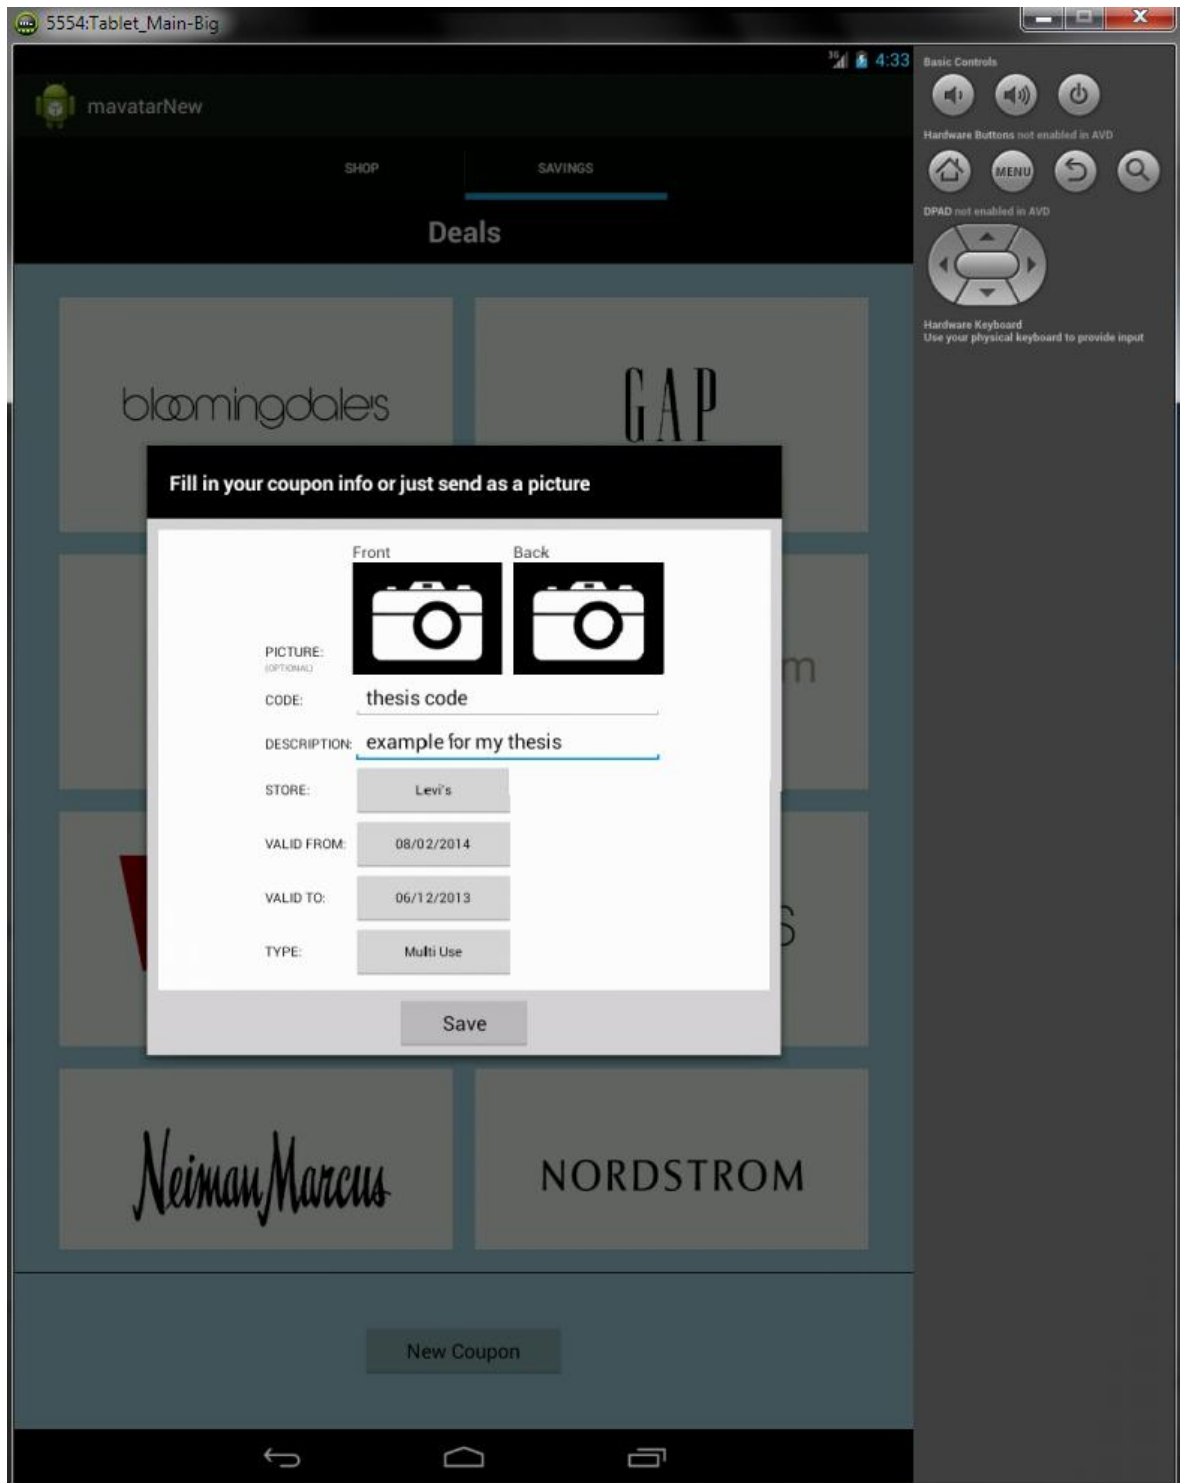 5554:Tablet_Main-Big
3G 4:33
mavatarNew
SHOP SAVINGS
Deals
bloomingdale's GAP
Fill in your coupon info or just send as a picture
Front Back
PICTURE:
(OPTIONAL)
m
CODE: thesis code
DESCRIPTION: example for my thesis
STORE: Levi's
VALID FROM: 08/02/2014
VALID TO: 06/12/2013
S
TYPE: Multi Use
Save
Neiman Marcus NORDSTROM
New Coupon
Basic Controls
Hardware Buttons not enabled in AVD
MENU
DPAD not enabled in AVD
Hardware Keyboard
Use your physical keyboard to provide input